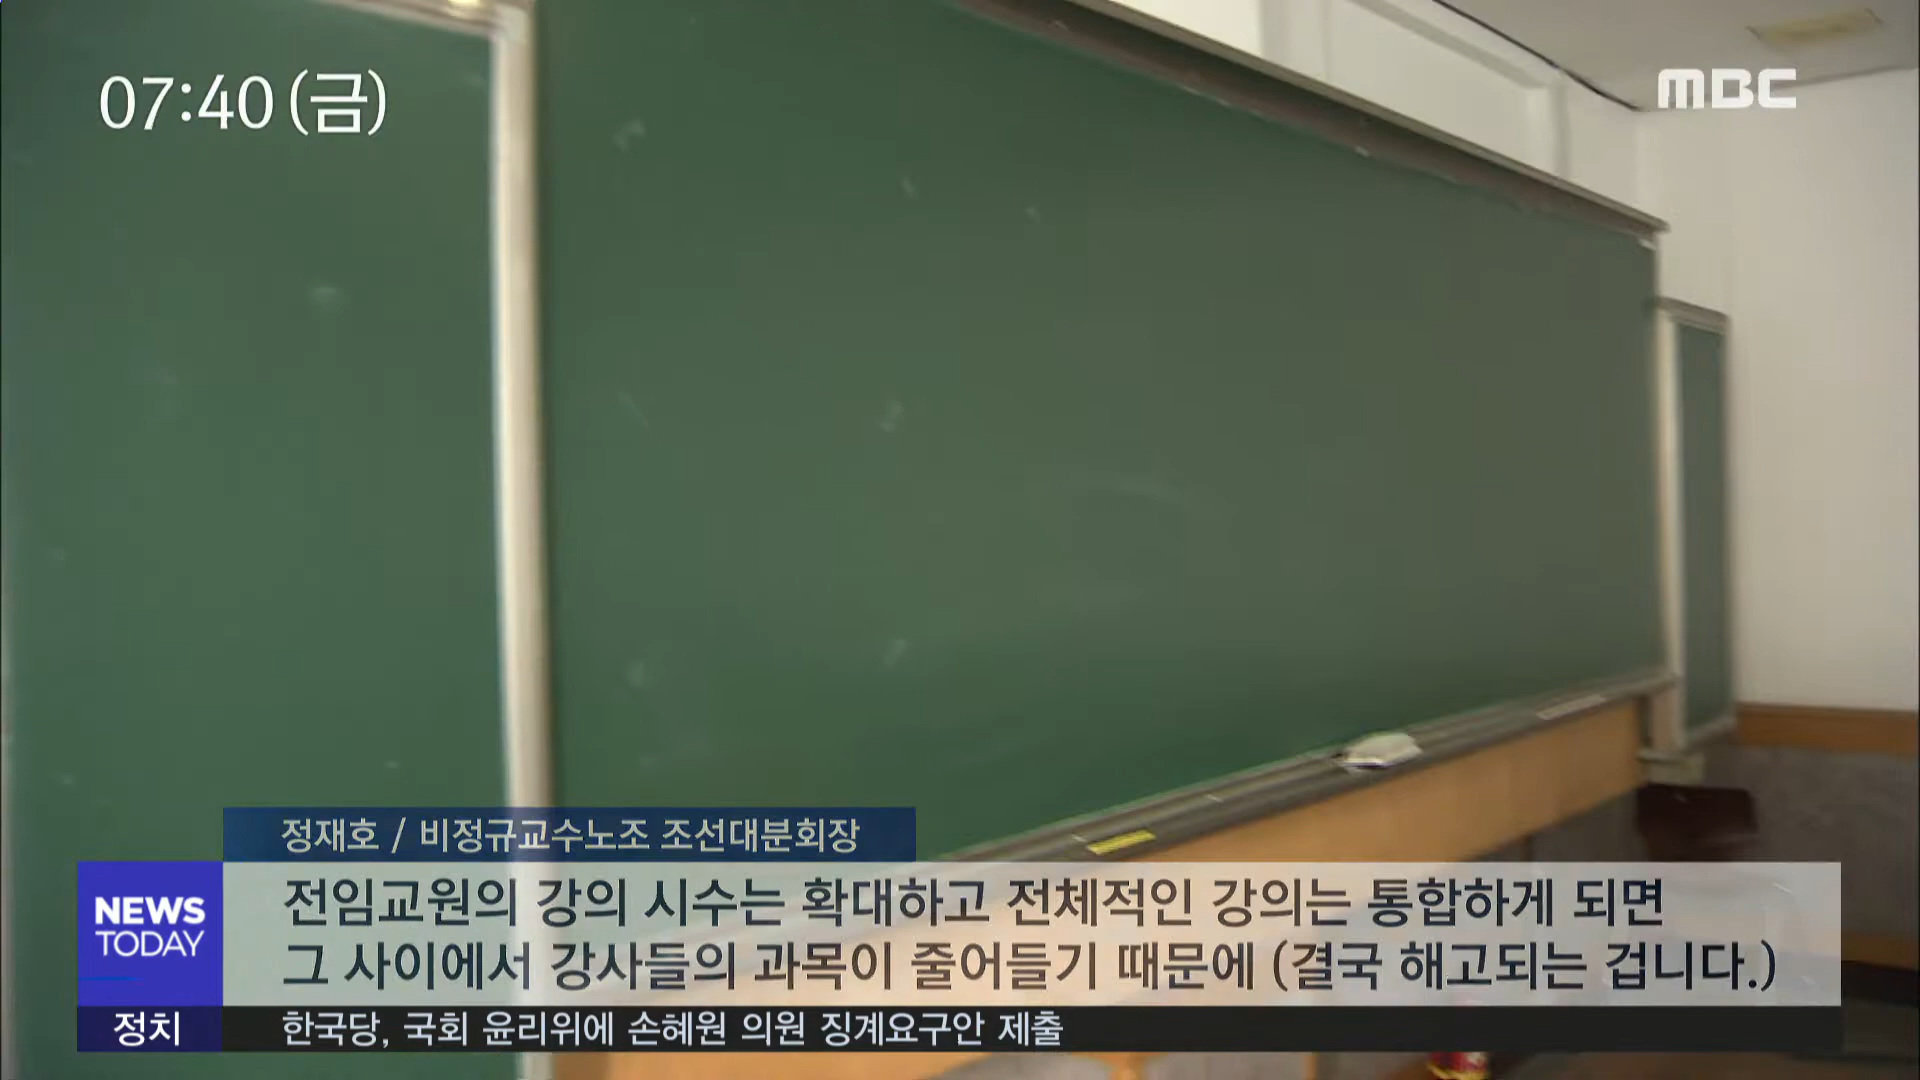 07:40 (금)
MBC
정재호 / 비정규교수노조 조선대분회장
NEWS
TODAY
전임교원의 강의 시수는 확대하고 전체적인 강의는 통합하게 되면
그 사이에서 강사들의 과목이 줄어들기 때문에 (결국 해고되는 겁니다.)
정치
한국당, 국회 윤리위에 손혜원 의원 징계요구안 제출